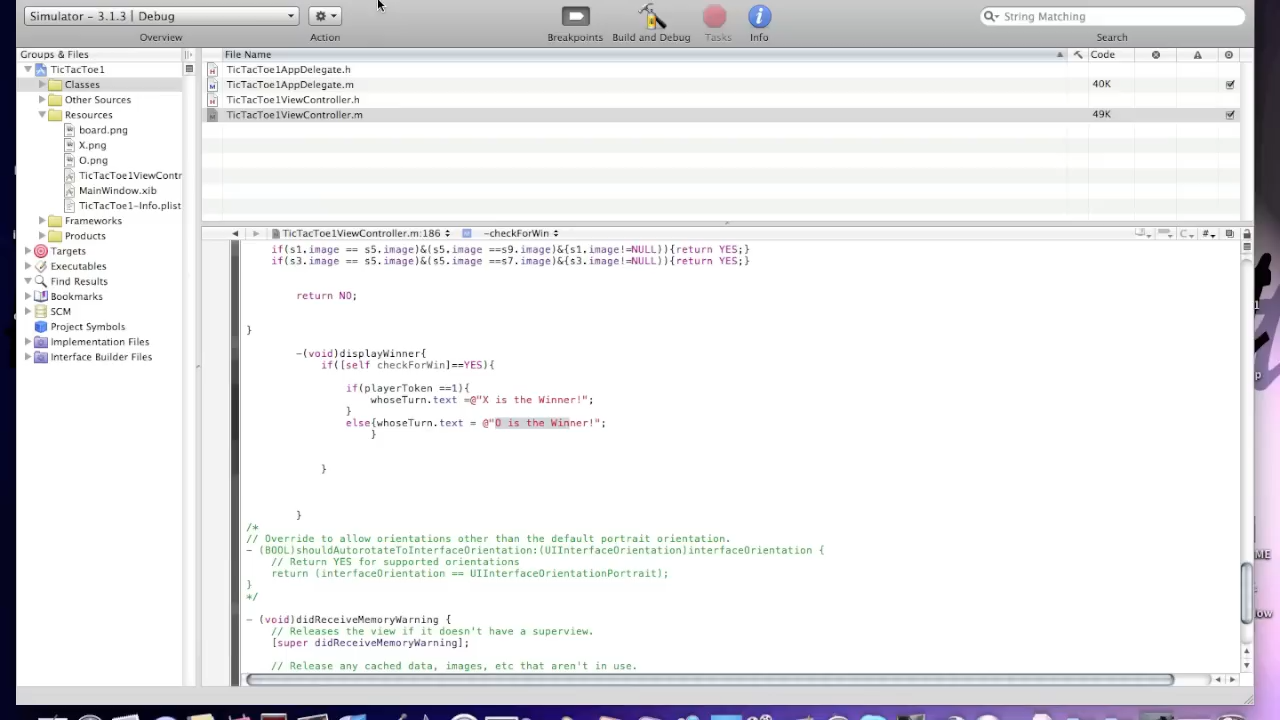 Simulator - 3.1.3 | Debug
String Matching
Overview
Action
Breakpoints
Build and Debug
Tasks
Info
Search
Groups & Files
File Name
Code
TicTacToe1
Classes
Other Sources
Resources
board.png
X.png
O.png
TicTacToe1ViewContr
MainWindow.xib
TicTacToe1-Info.plist
Frameworks
Products
Targets
Executables
Find Results
Bookmarks
SCM
Project Symbols
Implementation Files
Interface Builder Files
TicTacToe1AppDelegate.h
TicTacToe1AppDelegate.m 40K
TicTacToe1ViewController.h
TicTacToe1ViewController.m 49K
TicTacToe1ViewController.m:186 -checkForWin
C #
if(s1.image == s5.image)&(s5.image ==s9.image)&{s1.image!=NULL)){return YES;}
if(s3.image == s5.image)&(s5.image ==s7.image)&{s3.image!=NULL)){return YES;}
return NO;
}
-(void)displayWinner{
if([self checkForWin]==YES){
if(playerToken ==1){
whoseTurn.text =@"X is the Winner!";
}
else{whoseTurn.text = @"O is the Winner!";
}
}
}
/*
// Override to allow orientations other than the default portrait orientation.
- (BOOL)shouldAutorotateToInterfaceOrientation:(UIInterfaceOrientation)interfaceOrientation {
// Return YES for supported orientations
return (interfaceOrientation == UIInterfaceOrientationPortrait);
}
*/
- (void)didReceiveMemoryWarning {
// Releases the view if it doesn't have a superview.
[super didReceiveMemoryWarning];
// Release any cached data, images, etc that aren't in use.